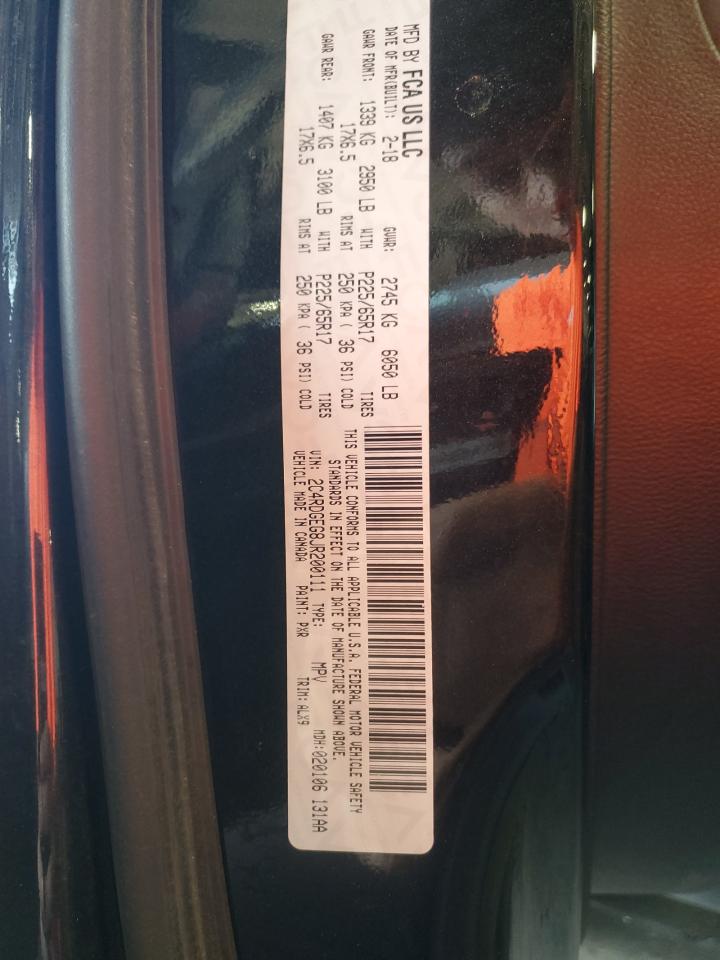 MFD BY FCA US LLC
DATE OF MFR(BUILT): 2-18 GVWR: 2745 KG 6050 LB
GAWR FRONT: 1339 KG 2950 LB WITH P225/65R17 TIRES
17X6.5 RIMS AT 250 KPA ( 36 PSI) COLD
GAWR REAR: 1407 KG 3100 LB WITH P225/65R17 TIRES
17X6.5 RIMS AT 250 KPA ( 36 PSI) COLD
THIS VEHICLE CONFORMS TO ALL APPLICABLE U.S.A. FEDERAL MOTOR VEHICLE SAFETY
STANDARDS IN EFFECT ON THE DATE OF MANUFACTURE SHOWN ABOVE.
VIN: 2C4RDGEG8JR200111 TYPE: MPV MDH:020106 131AA
VEHICLE MADE IN CANADA PAINT: PXR TRIM: ALX9